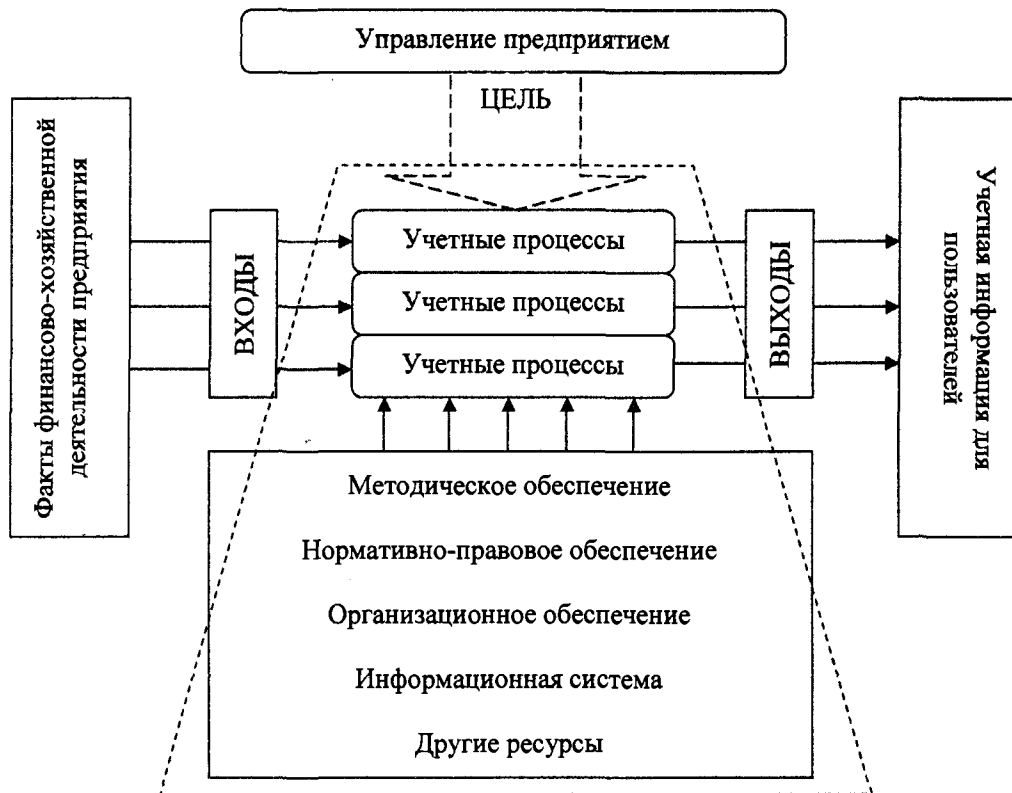 Управление предприятием
ЦЕЛЬ
Факты финансово-хозяйственной
деятельности предприятия
ВХОДЫ
Учетные процессы
Учетные процессы
Учетные процессы
ВЫХОДЫ
Учетная информация для
пользователей
Методическое обеспечение
Нормативно-правовое обеспечение
Организационное обеспечение
Информационная система
Другие ресурсы